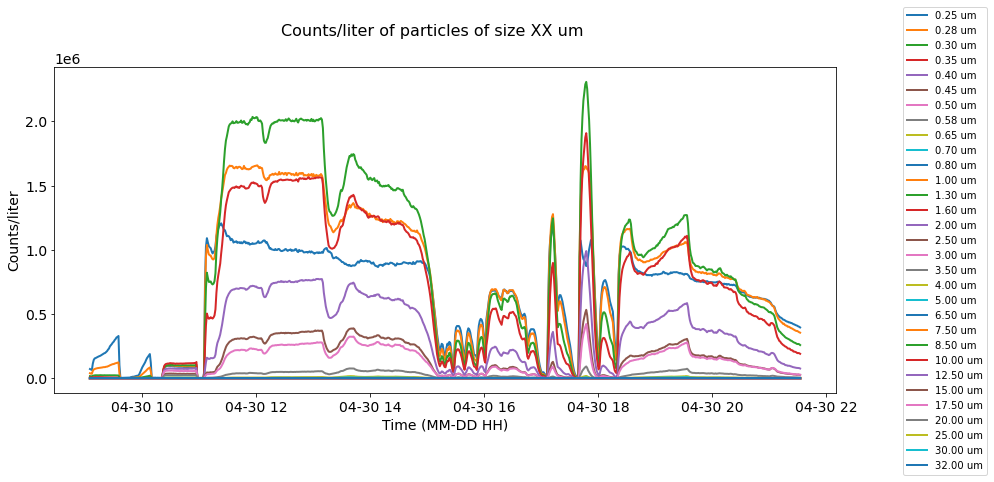 Counts/liter of particles of size XX um
1e6
2.0
1.5
1.0
0.5
0.0
Counts/liter
04-30 10 04-30 12 04-30 14 04-30 16 04-30 18 04-30 20 04-30 22
Time (MM-DD HH)
0.25 um
0.28 um
0.30 um
0.35 um
0.40 um
0.45 um
0.50 um
0.58 um
0.65 um
0.70 um
0.80 um
1.00 um
1.30 um
1.60 um
2.00 um
2.50 um
3.00 um
3.50 um
4.00 um
5.00 um
6.50 um
7.50 um
8.50 um
10.00 um
12.50 um
15.00 um
17.50 um
20.00 um
25.00 um
30.00 um
32.00 um